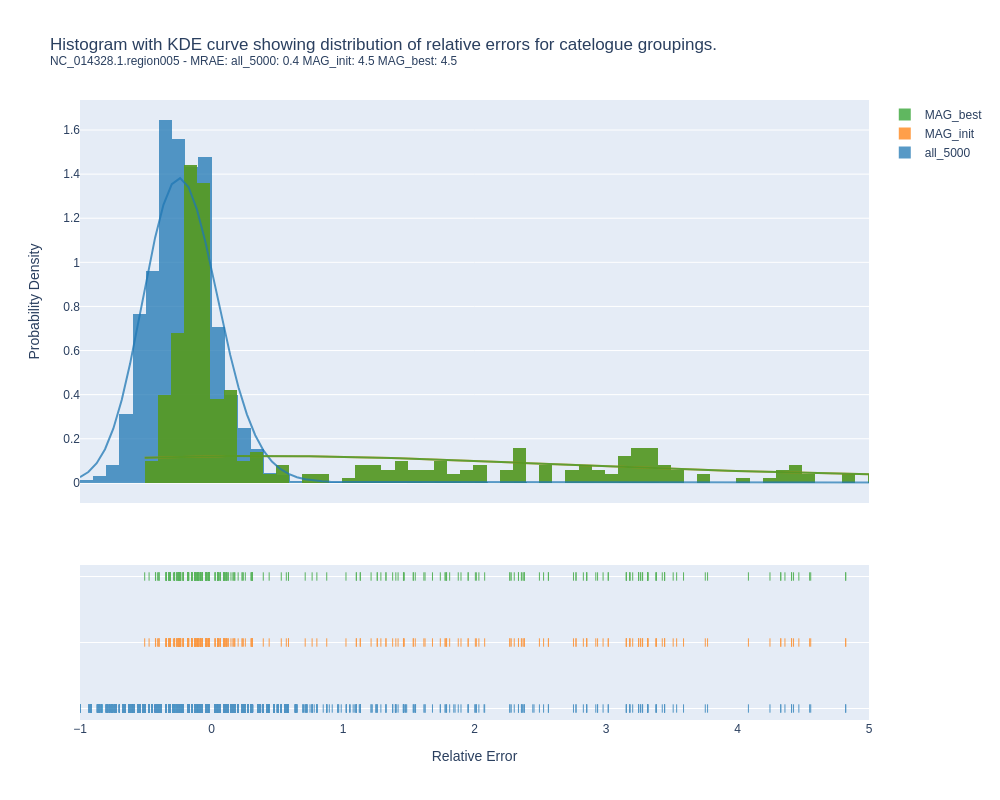 Histogram with KDE curve showing distribution of relative errors for catelogue groupings.
NC_014328.1.region005 - MRAE: all_5000: 0.4 MAG_init: 4.5 MAG_best: 4.5
MAG_best
MAG_init
all_5000
Probability Density
1.6
1.4
1.2
1
0.8
0.6
0.4
0.2
0
−1 0 1 2 3 4 5
Relative Error